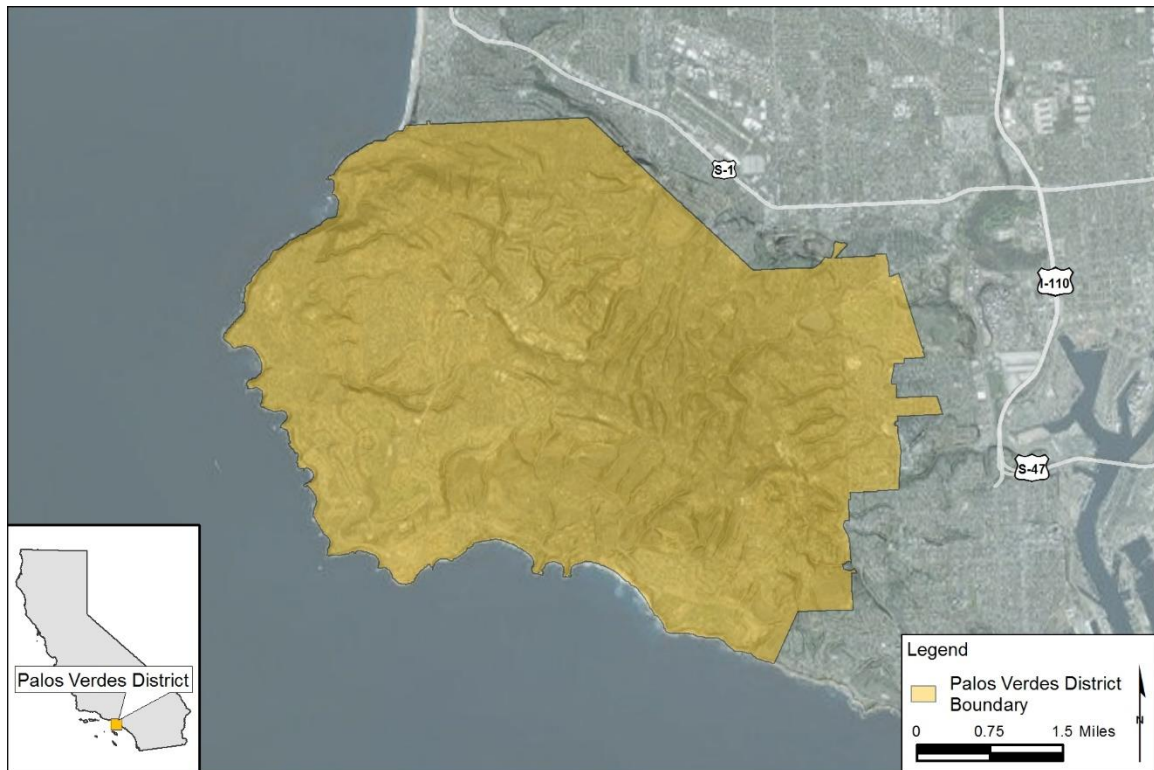 S-1
I-110
S-47
Palos Verdes District
Legend
Palos Verdes District
Boundary
0 0.75 1.5 Miles
N